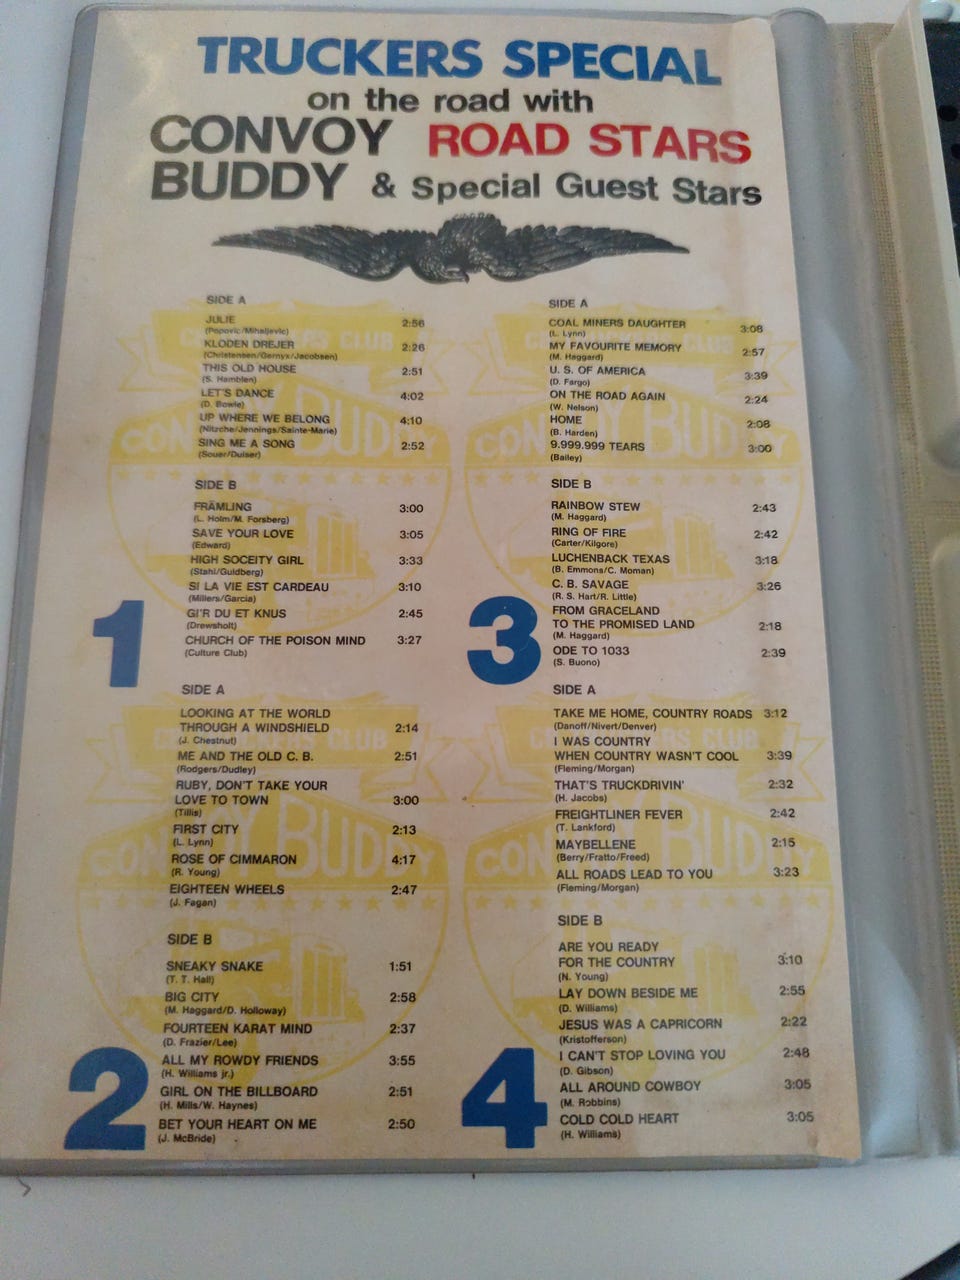 TRUCKERS SPECIAL
on the road with
CONVOY ROAD STARS
BUDDY & Special Guest Stars
SIDE A
JULIE 2:56
(Popovic/Mihaljevic)
KLODEN DREJER 2:26
(Christensen/Gernyx/Jacobsen)
THIS OLD HOUSE 2:51
(S. Hamblen)
LET'S DANCE 4:02
(D. Bowie)
UP WHERE WE BELONG 4:10
(Nitzche/Jennings/Sainte-Marie)
SING ME A SONG 2:52
(Souer/Duiser)
SIDE B
FRÄMLING 3:00
(L. Holm/M. Forsberg)
SAVE YOUR LOVE 3:05
(Edward)
HIGH SOCEITY GIRL 3:33
(Stahl/Guldberg)
SI LA VIE EST CARDEAU 3:10
(Millers/Garcia)
GI'R DU ET KNUS 2:45
(Drewsholt)
CHURCH OF THE POISON MIND 3:27
(Culture Club)
1
SIDE A
LOOKING AT THE WORLD
THROUGH A WINDSHIELD 2:14
(J. Chestnut)
ME AND THE OLD C. B. 2:51
(Rodgers/Dudley)
RUBY, DON'T TAKE YOUR
LOVE TO TOWN 3:00
(Tillis)
FIRST CITY 2:13
(L. Lynn)
ROSE OF CIMMARON 4:17
(R. Young)
EIGHTEEN WHEELS 2:47
(J. Fagan)
SIDE B
SNEAKY SNAKE 1:51
(T. T. Hall)
BIG CITY 2:58
(M. Haggard/D. Holloway)
FOURTEEN KARAT MIND 2:37
(D. Frazier/Lee)
ALL MY ROWDY FRIENDS 3:55
(H. Williams jr.)
GIRL ON THE BILLBOARD 2:51
(H. Mills/W. Haynes)
BET YOUR HEART ON ME 2:50
(J. McBride)
2
SIDE A
COAL MINERS DAUGHTER 3:08
(L. Lynn)
MY FAVOURITE MEMORY 2:57
(M. Haggard)
U. S. OF AMERICA 3:39
(D. Fargo)
ON THE ROAD AGAIN 2:24
(W. Nelson)
HOME 2:08
(B. Harden)
9.999.999 TEARS 3:00
(Bailey)
SIDE B
RAINBOW STEW 2:43
(M. Haggard)
RING OF FIRE 2:42
(Carter/Kilgore)
LUCHENBACK TEXAS 3:18
(B. Emmons/C. Moman)
C. B. SAVAGE 3:26
(R. S. Hart/R. Little)
FROM GRACELAND
TO THE PROMISED LAND 2:18
(M. Haggard)
ODE TO 1033 2:39
(S. Buono)
3
SIDE A
TAKE ME HOME, COUNTRY ROADS 3:12
(Danoff/Nivert/Denver)
I WAS COUNTRY
WHEN COUNTRY WASN'T COOL 3:39
(Fleming/Morgan)
THAT'S TRUCKDRIVIN' 2:32
(H. Jacobs)
FREIGHTLINER FEVER 2:42
(T. Lankford)
MAYBELLENE 2:15
(Berry/Fratto/Freed)
ALL ROADS LEAD TO YOU 3:23
(Fleming/Morgan)
SIDE B
ARE YOU READY
FOR THE COUNTRY 3:10
(N. Young)
LAY DOWN BESIDE ME 2:55
(D. Williams)
JESUS WAS A CAPRICORN 2:22
(Kristofferson)
I CAN'T STOP LOVING YOU 2:48
(D. Gibson)
ALL AROUND COWBOY 3:05
(M. Robbins)
COLD COLD HEART 3:05
(H. Williams)
4
CONVOY BUDDY
CONVOY BUDDY
CONVOY BUDDY
CONVOY BUDDY